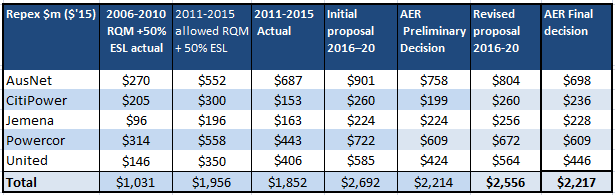 Repex $m ($'15) 2006-2010 RQM +50% ESL actual 2011-2015 allowed RQM + 50% ESL 2011-2015 Actual Initial proposal 2016–20 AER Preliminary Decision Revised proposal 2016-20 AER Final decision
AusNet $270 $552 $687 $901 $758 $804 $698
CitiPower $205 $300 $153 $260 $199 $260 $236
Jemena $96 $196 $163 $224 $224 $256 $228
Powercor $314 $558 $443 $722 $609 $672 $609
United $146 $350 $406 $585 $424 $564 $446
Total $1,031 $1,956 $1,852 $2,692 $2,214 $2,556 $2,217